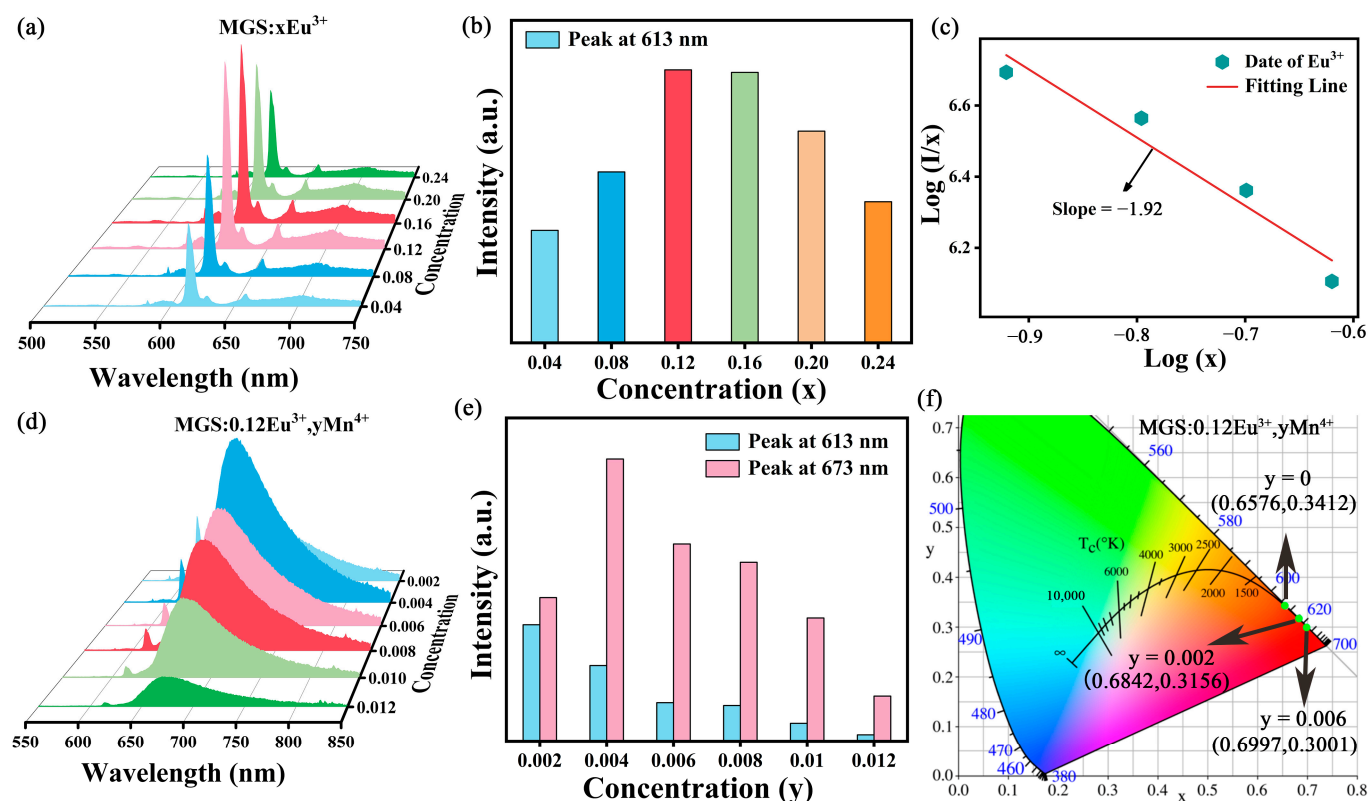 (a)
MGS:xEu³⁺
0.24
0.20
0.16
0.12
0.08
0.04
Concentration
500 550 600 650 700 750
Wavelength (nm)
(b)
Peak at 613 nm
Intensity (a.u.)
0.04 0.08 0.12 0.16 0.20 0.24
Concentration (x)
(c)
Date of Eu³⁺
Fitting Line
6.6
6.4
6.2
Log (I/x)
Slope = −1.92
−0.9 −0.8 −0.7 −0.6
Log (x)
(d)
MGS:0.12Eu³⁺,yMn⁴⁺
0.002
0.004
0.006
0.008
0.010
0.012
Concentration
550 600 650 700 750 800 850
Wavelength (nm)
(e)
Peak at 613 nm
Peak at 673 nm
Intensity (a.u.)
0.002 0.004 0.006 0.008 0.01 0.012
Concentration (y)
(f)
MGS:0.12Eu³⁺,yMn⁴⁺
0.7
0.6
0.5
0.4
0.3
0.2
0.1
0.0
y
560
580
600
620
700
500
490
480
470
460
380
y = 0
(0.6576,0.3412)
Tc(°K)
10,000
6000
4000
3000
2500
2000
1500
∞
y = 0.002
(0.6842,0.3156)
y = 0.006
(0.6997,0.3001)
0.0 0.1 0.2 0.3 0.4 0.5 0.6 0.7 0.8
x